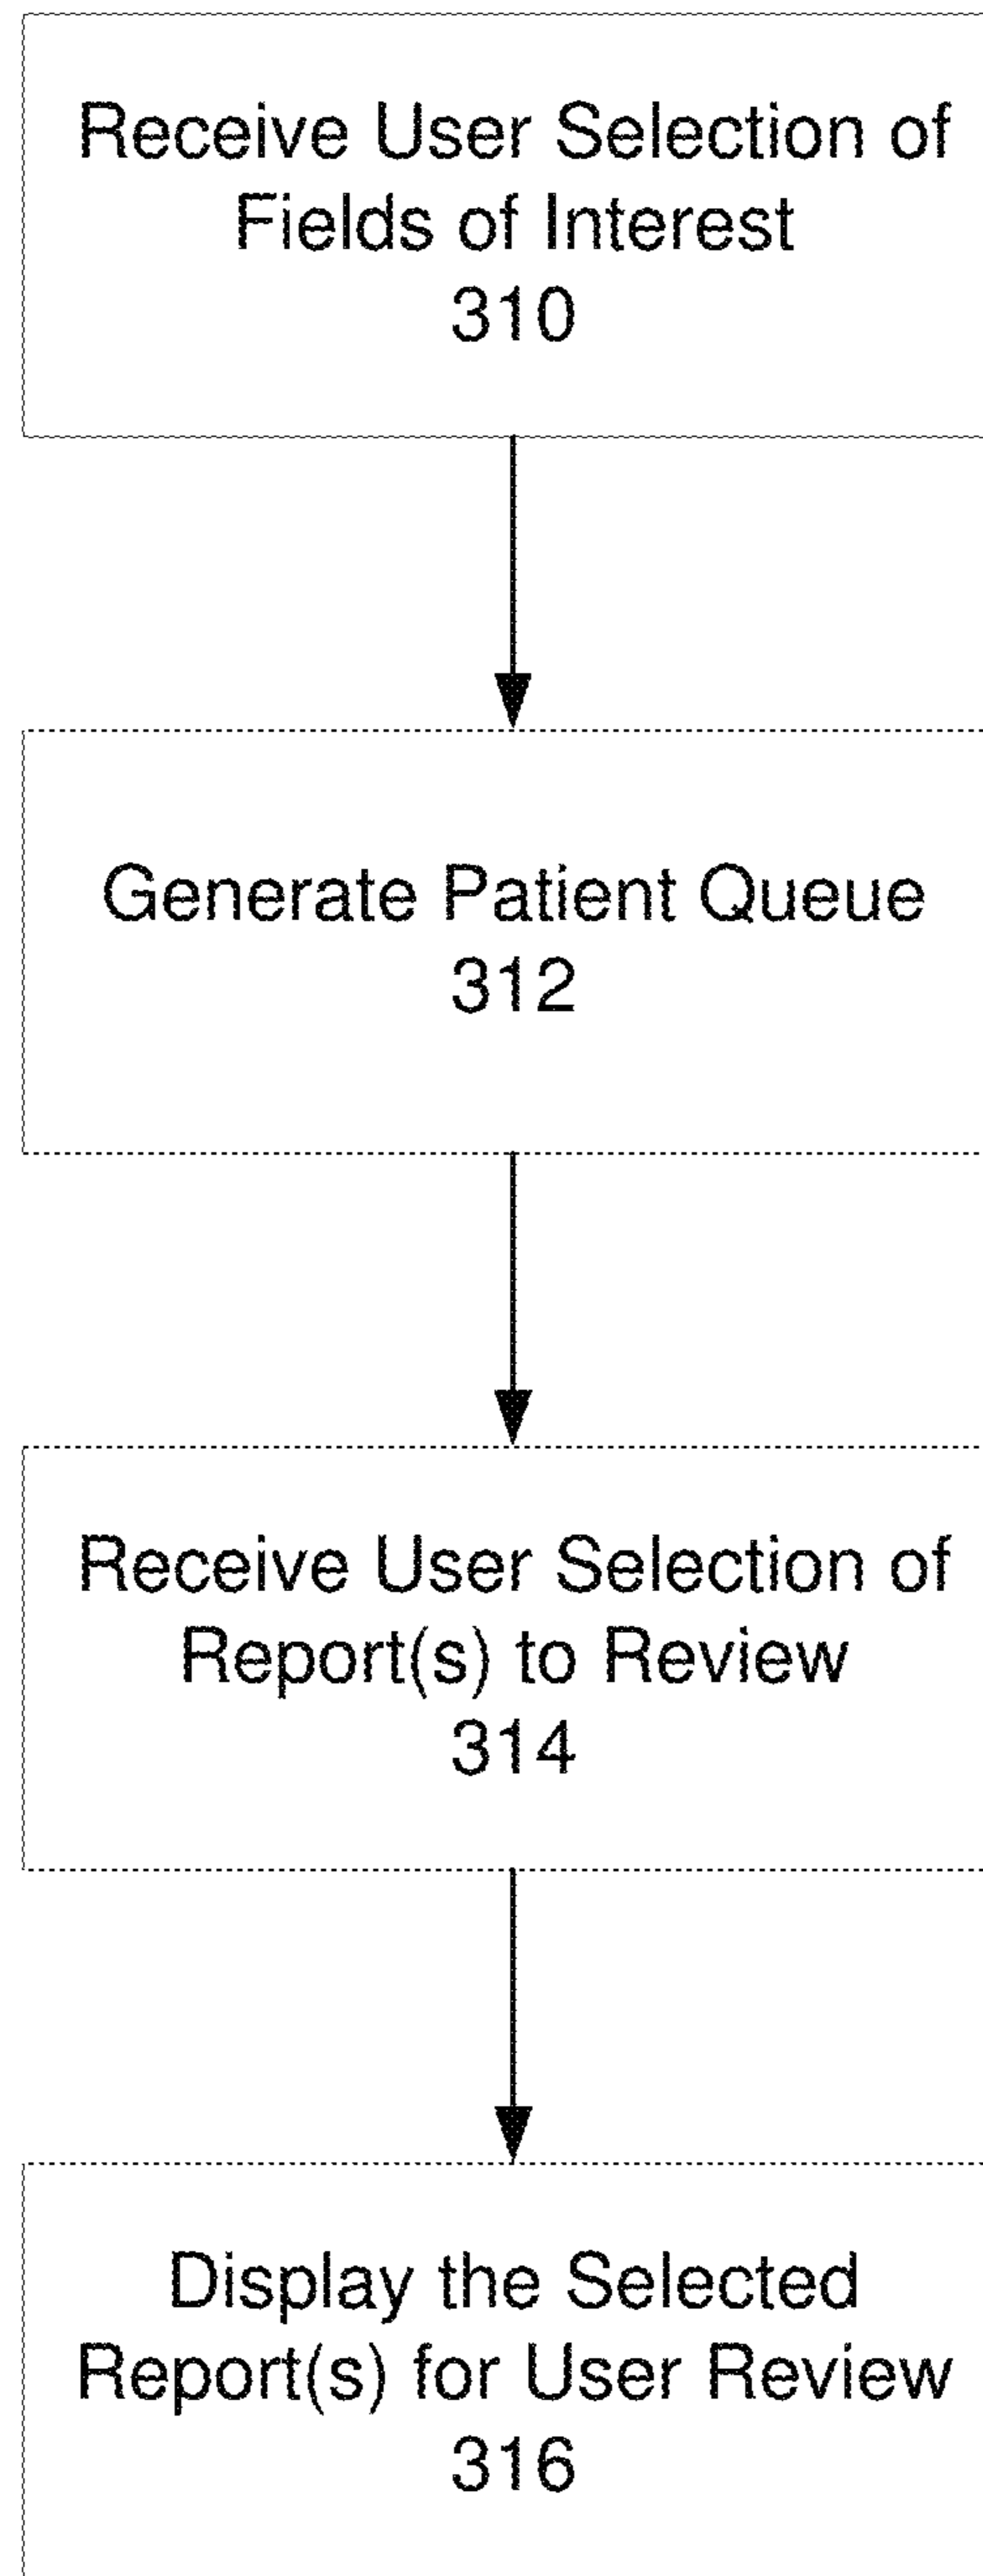 Receive User Selection of
Fields of Interest
310
Generate Patient Queue
312
Receive User Selection of
Report(s) to Review
314
Display the Selected
Report(s) for User Review
316